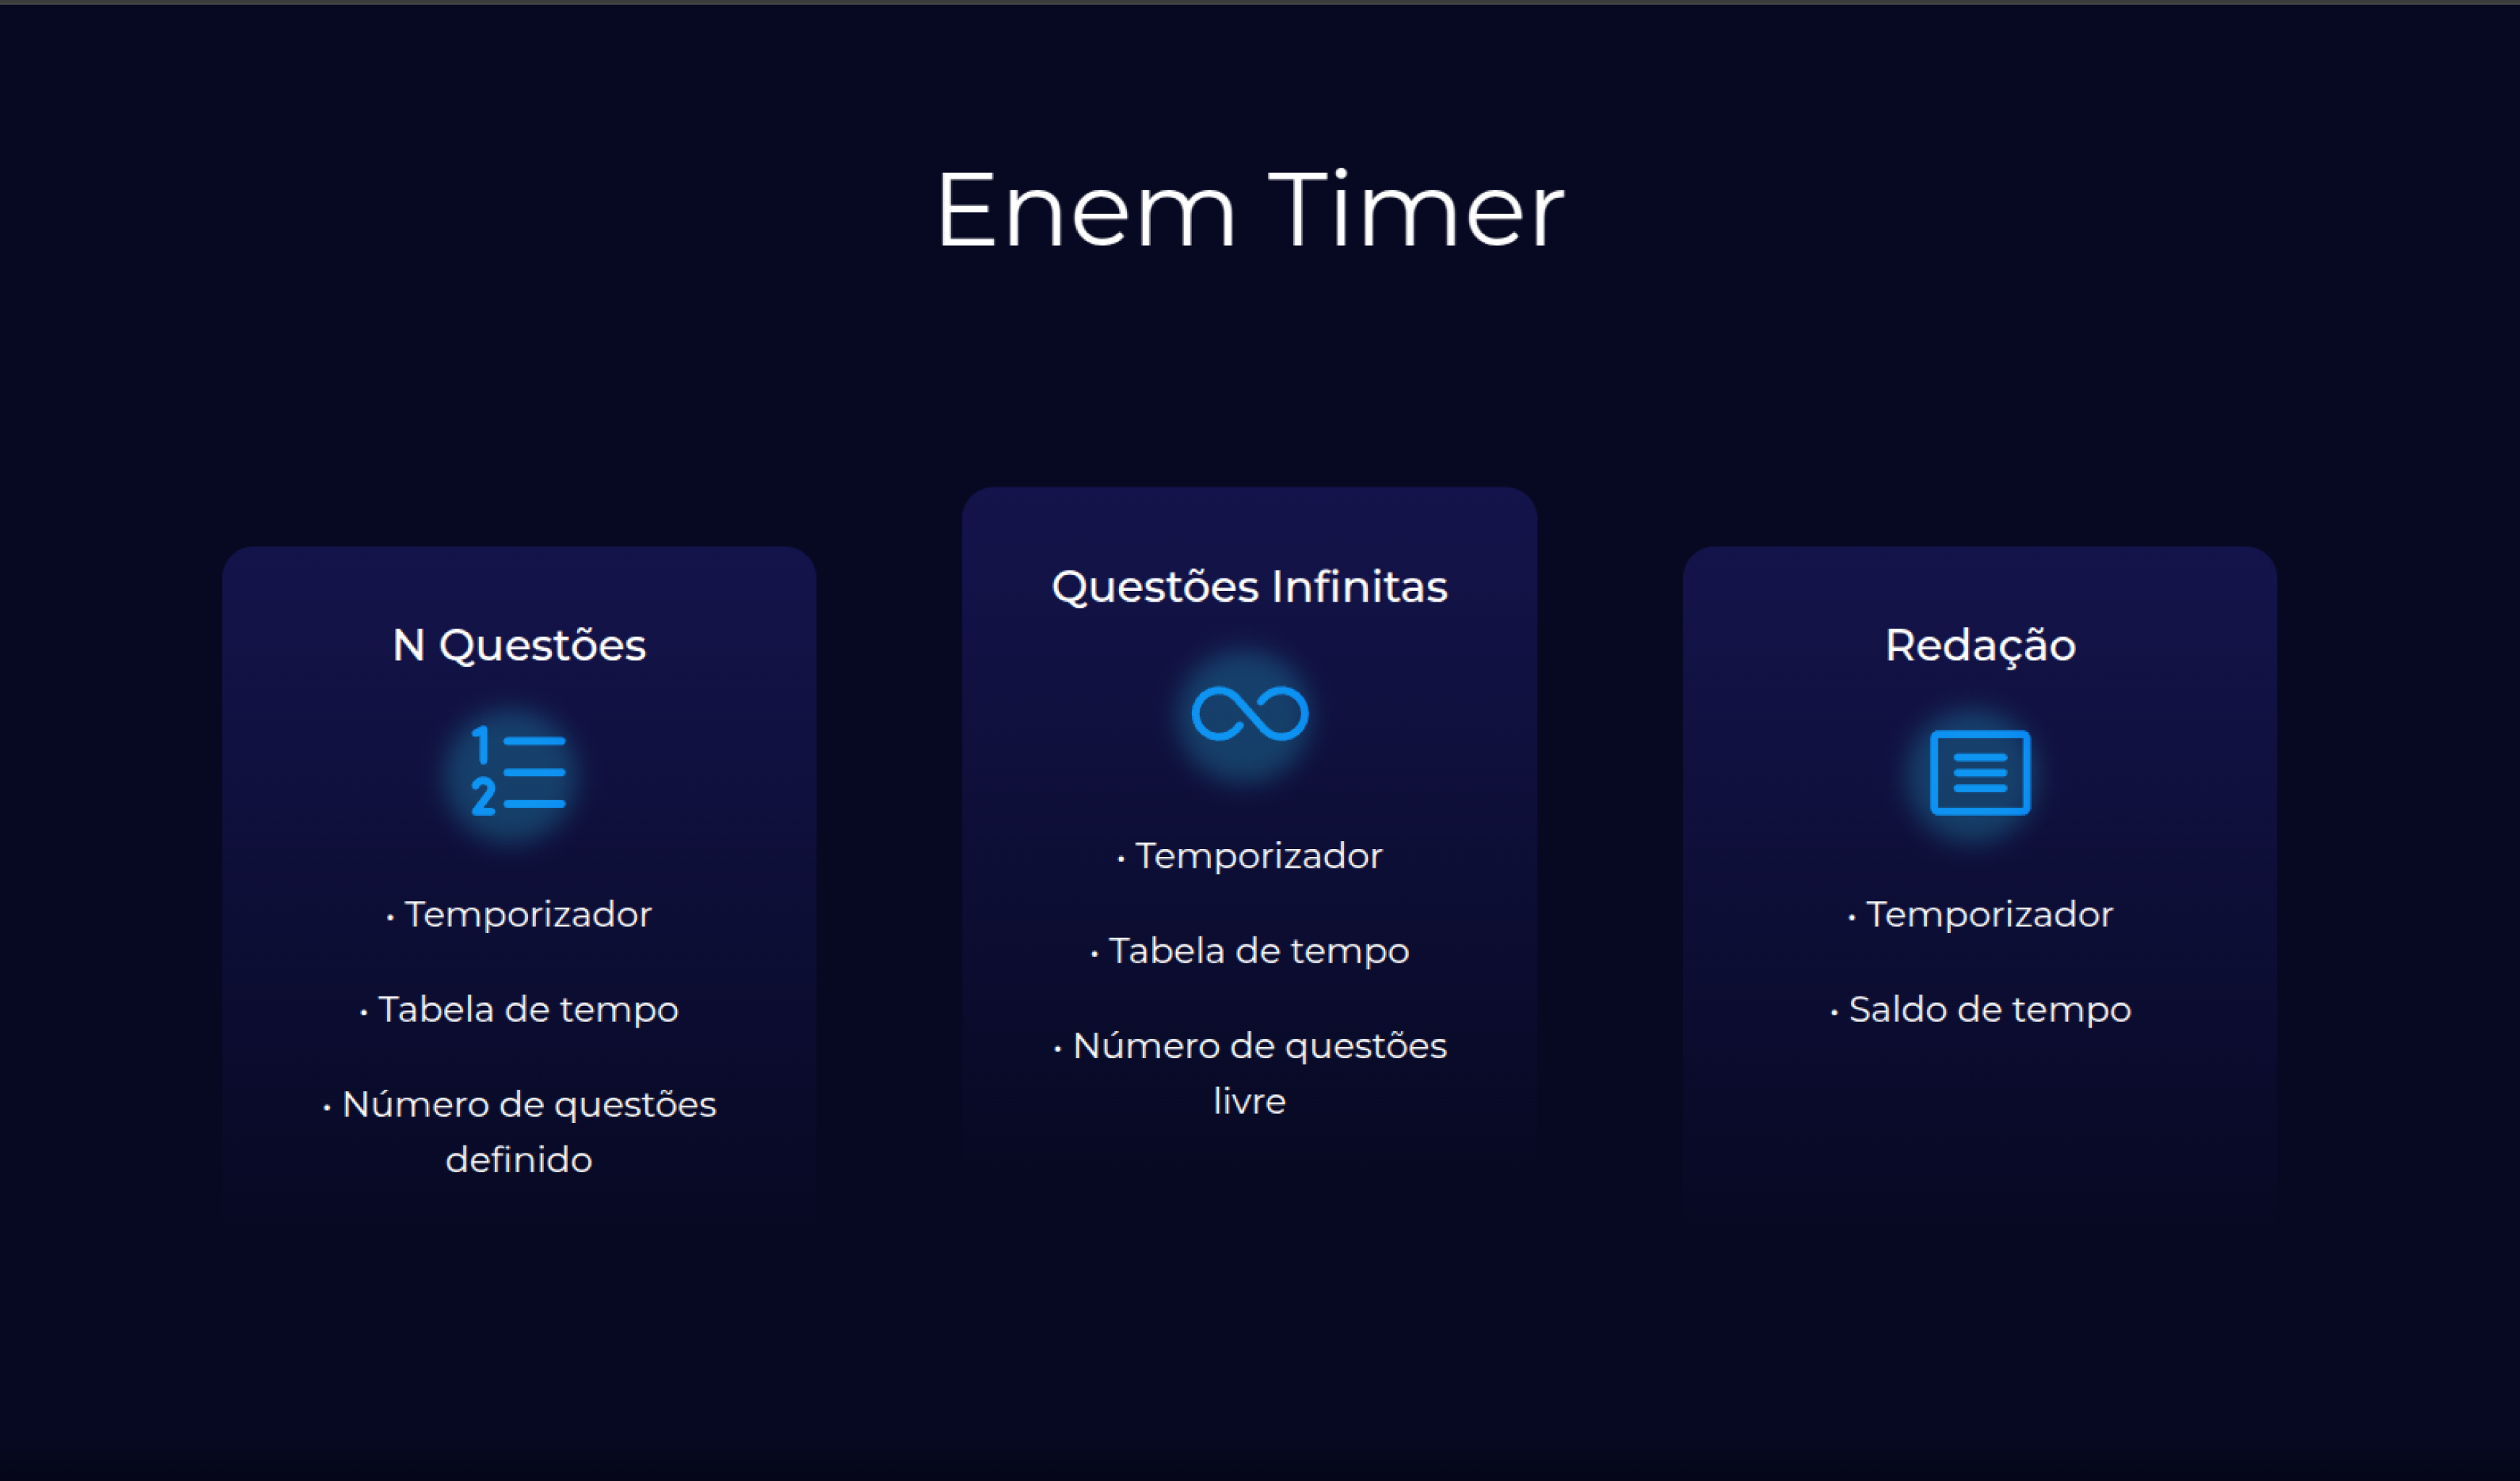 Enem Timer
N Questões
1
2
• Temporizador
• Tabela de tempo
• Número de questões
definido
Questões Infinitas
• Temporizador
• Tabela de tempo
• Número de questões
livre
Redação
• Temporizador
• Saldo de tempo